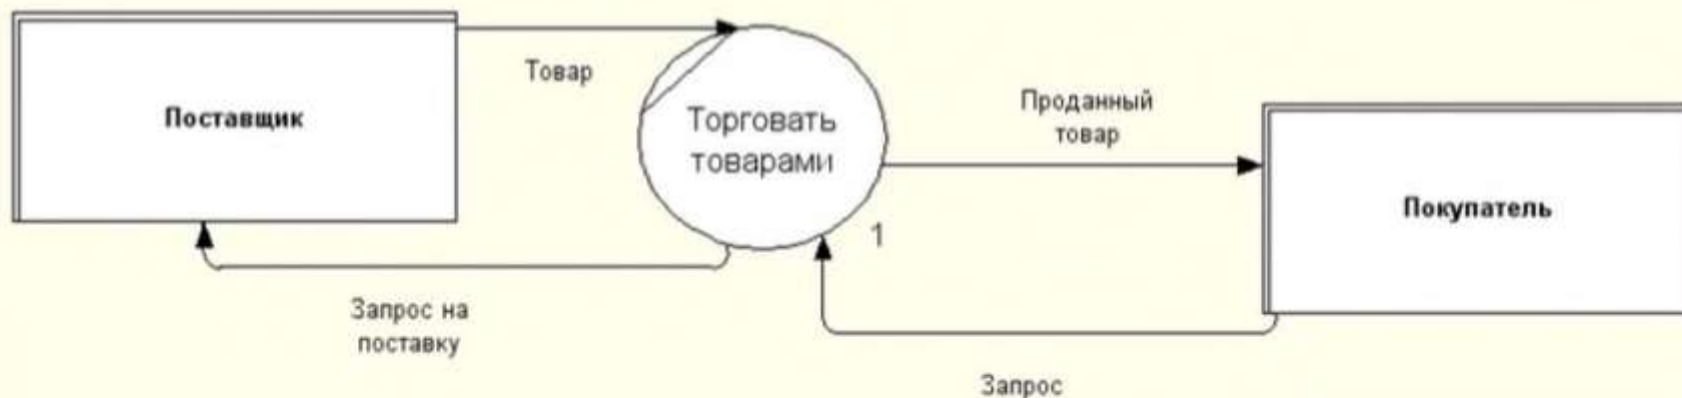 Поставщик
Товар
Торговать
товарами
1
Проданный
товар
Покупатель
Запрос на
поставку
Запрос